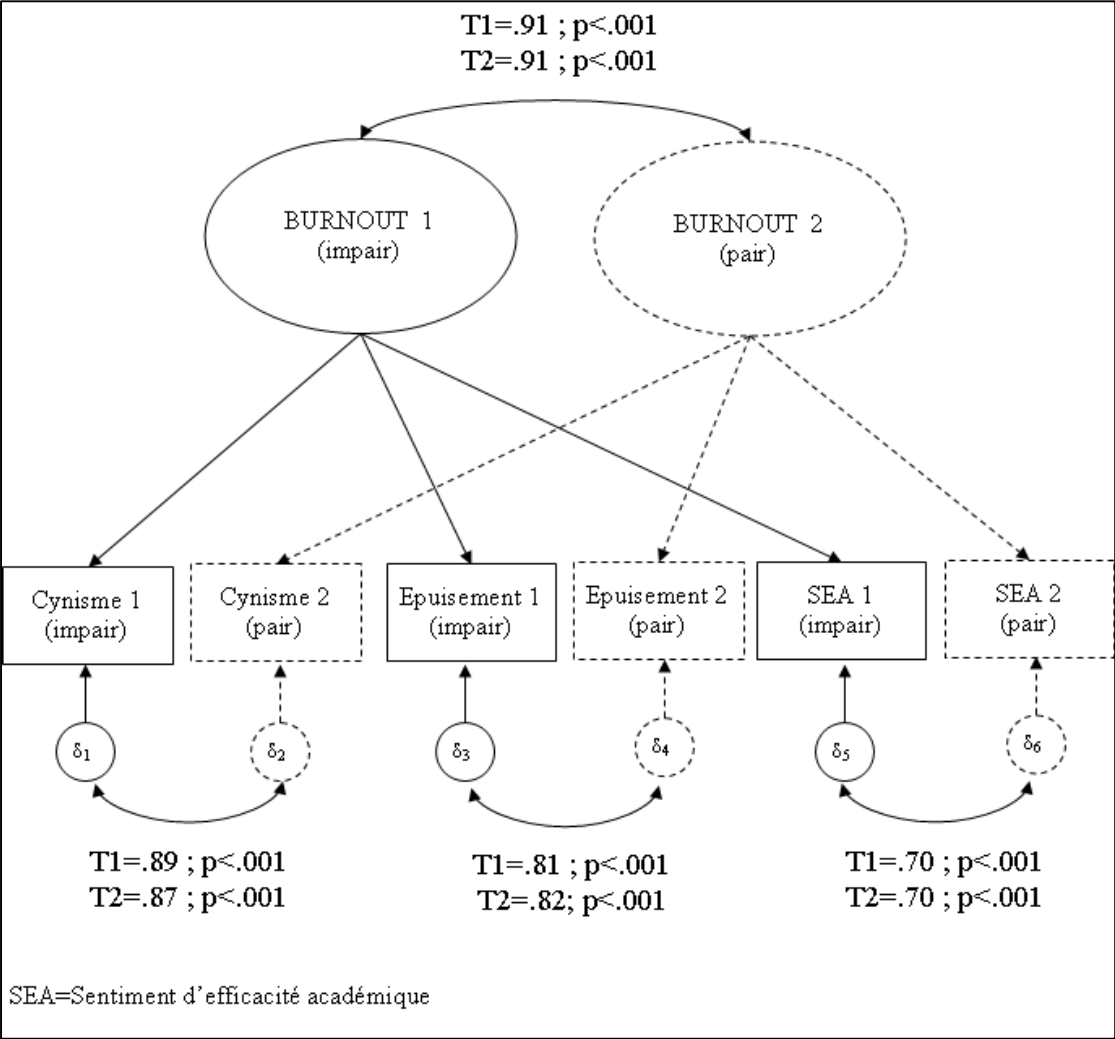 T1=.91 ; p<.001
T2=.91 ; p<.001
BURNOUT 1
(impair)
BURNOUT 2
(pair)
Cynisme 1
(impair)
Cynisme 2
(pair)
Epuisement 1
(impair)
Epuisement 2
(pair)
SEA 1
(impair)
SEA 2
(pair)
δ1
δ2
δ3
δ4
δ5
δ6
T1=.89 ; p<.001
T2=.87 ; p<.001
T1=.81 ; p<.001
T2=.82; p<.001
T1=.70 ; p<.001
T2=.70 ; p<.001
SEA=Sentiment d'efficacité académique